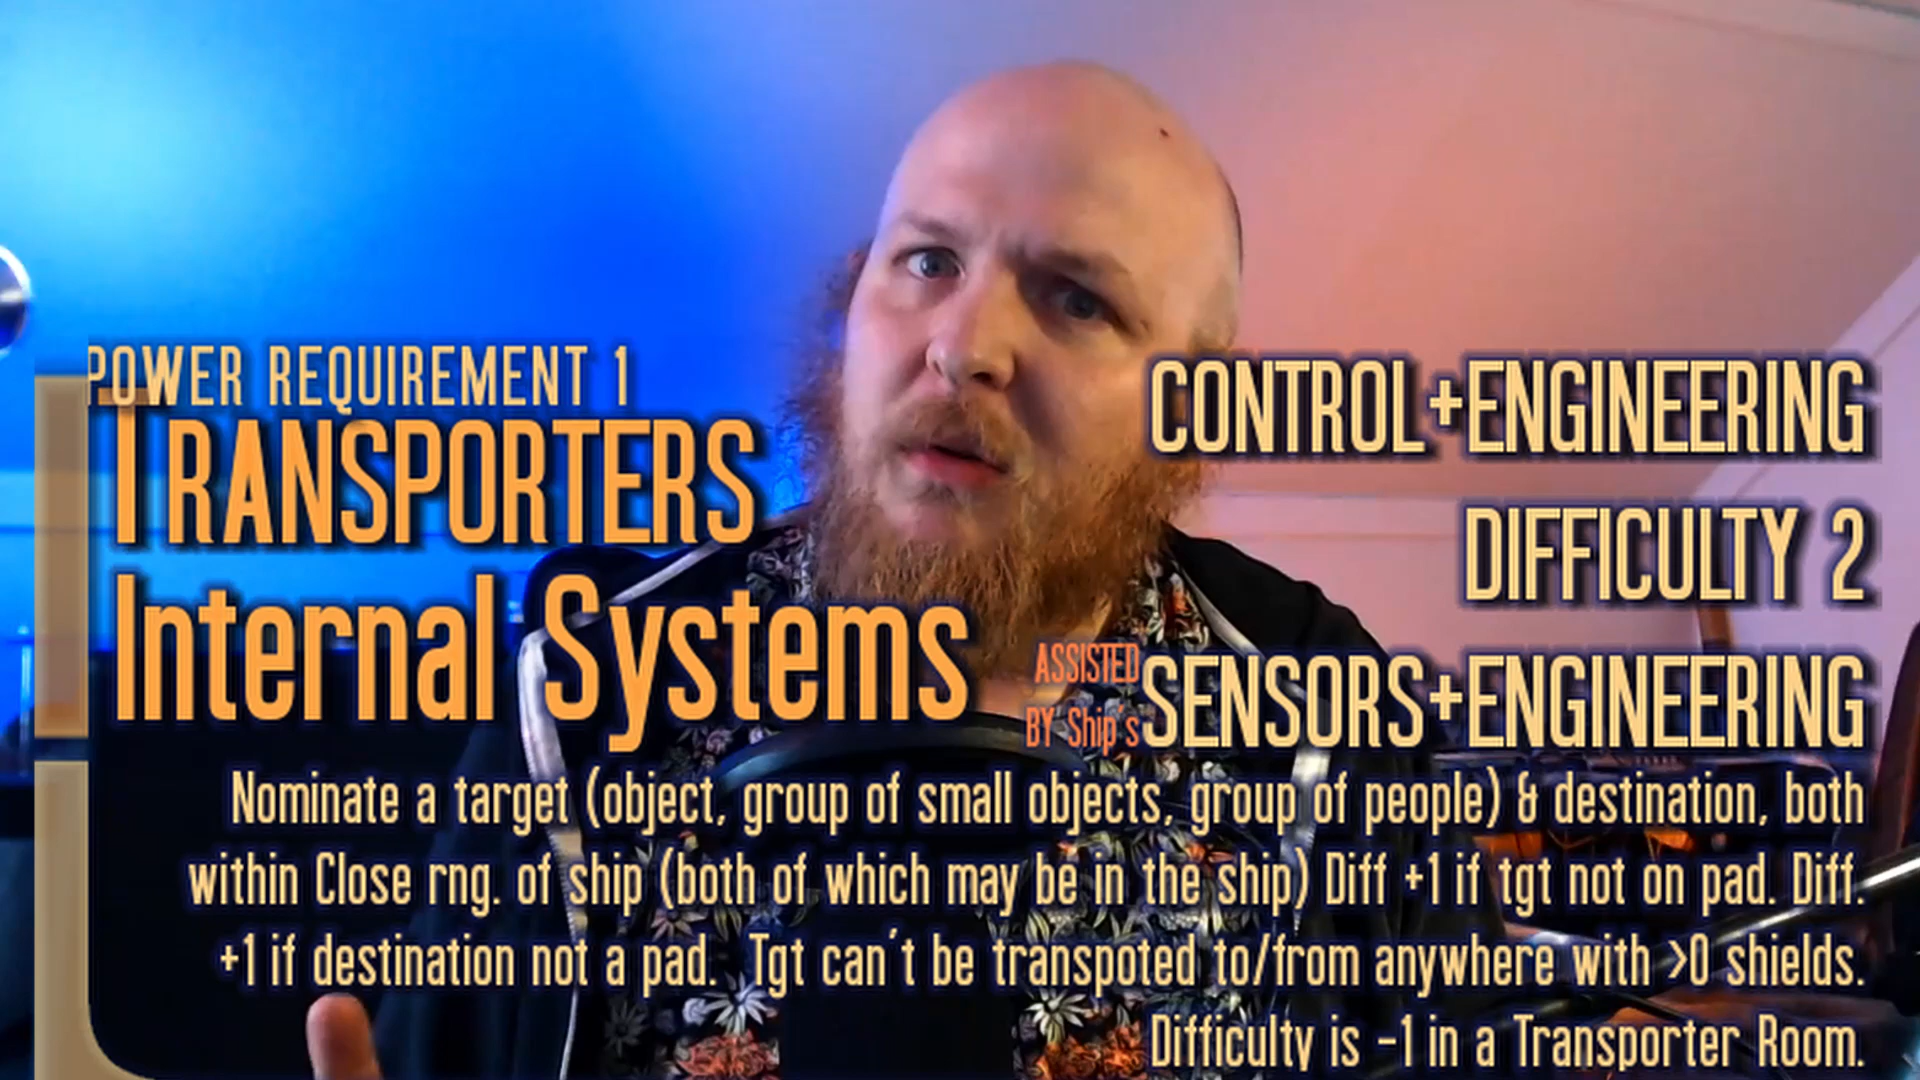 POWER REQUIREMENT 1
TRANSPORTERS
Internal Systems
CONTROL+ENGINEERING
DIFFICULTY 2
ASSISTED
BY Ship's SENSORS+ENGINEERING
Nominate a target (object, group of small objects, group of people) & destination, both
within Close rng. of ship (both of which may be in the ship) Diff +1 if tgt not on pad. Diff.
+1 if destination not a pad. Tgt can't be transpoted to/from anywhere with >0 shields.
Difficulty is -1 in a Transporter Room.